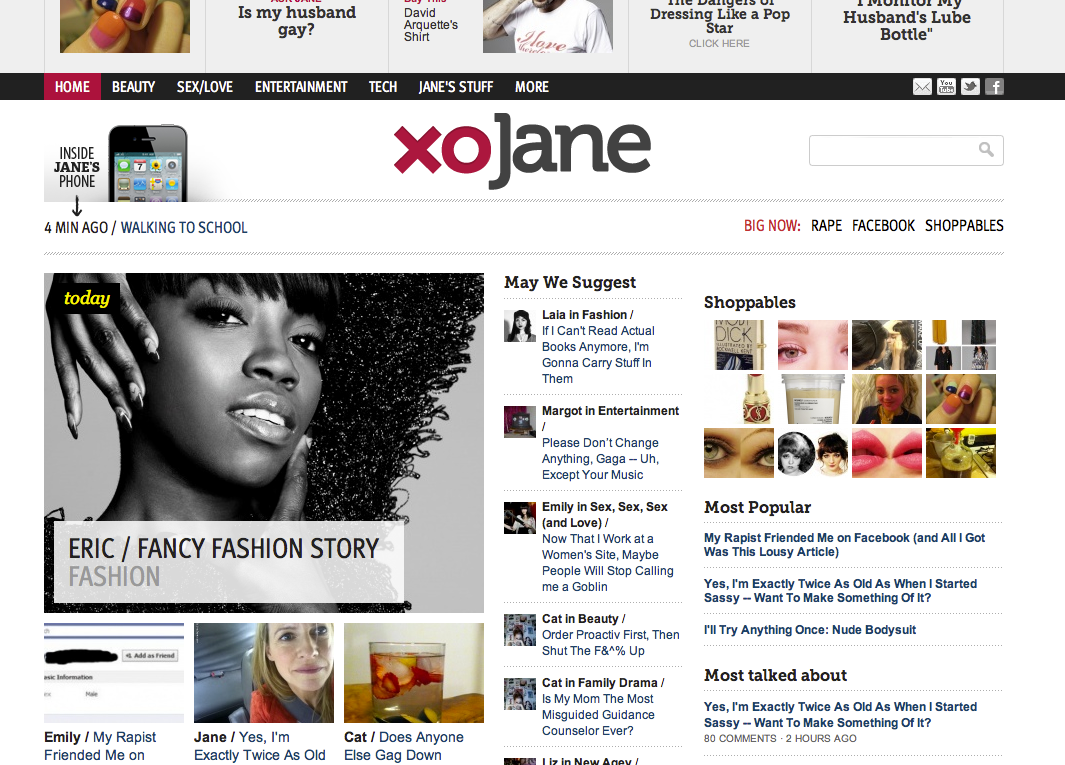 Is my husband
gay?
David
Arquette's
Shirt
The Dangers of
Dressing Like a Pop
Star
CLICK HERE
"I Monitor My
Husband's Lube
Bottle"
HOME BEAUTY SEX/LOVE ENTERTAINMENT TECH JANE'S STUFF MORE
You
Tube
INSIDE
JANE'S
PHONE
xoJane
4 MIN AGO / WALKING TO SCHOOL
BIG NOW: RAPE FACEBOOK SHOPPABLES
today
ERIC / FANCY FASHION STORY
FASHION
Add as Friend
asic Information
ex Male
Emily / My Rapist
Friended Me on
Jane / Yes, I'm
Exactly Twice As Old
Cat / Does Anyone
Else Gag Down
May We Suggest
Laia in Fashion /
If I Can't Read Actual
Books Anymore, I'm
Gonna Carry Stuff In
Them
Margot in Entertainment
/
Please Don't Change
Anything, Gaga -- Uh,
Except Your Music
Emily in Sex, Sex, Sex
(and Love) /
Now That I Work at a
Women's Site, Maybe
People Will Stop Calling
me a Goblin
Cat in Beauty /
Order Proactiv First, Then
Shut The F&^% Up
Cat in Family Drama /
Is My Mom The Most
Misguided Guidance
Counselor Ever?
Liz in New Agey /
Shoppables
MOBY
DICK
ILLUSTRATED BY
ROCKWELL KENT
Most Popular
My Rapist Friended Me on Facebook (and All I Got
Was This Lousy Article)
Yes, I'm Exactly Twice As Old As When I Started
Sassy -- Want To Make Something Of It?
I'll Try Anything Once: Nude Bodysuit
Most talked about
Yes, I'm Exactly Twice As Old As When I Started
Sassy -- Want To Make Something Of It?
80 COMMENTS · 2 HOURS AGO